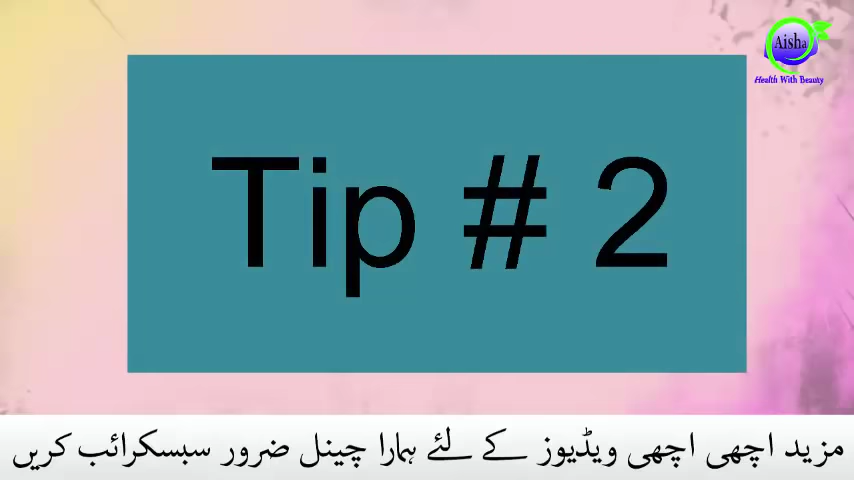 Aisha
Health With Beauty
Tip # 2
مزید اچھی اچھی ویڈیوز کے لئے ہمارا چینل ضرور سبسکرائب کریں